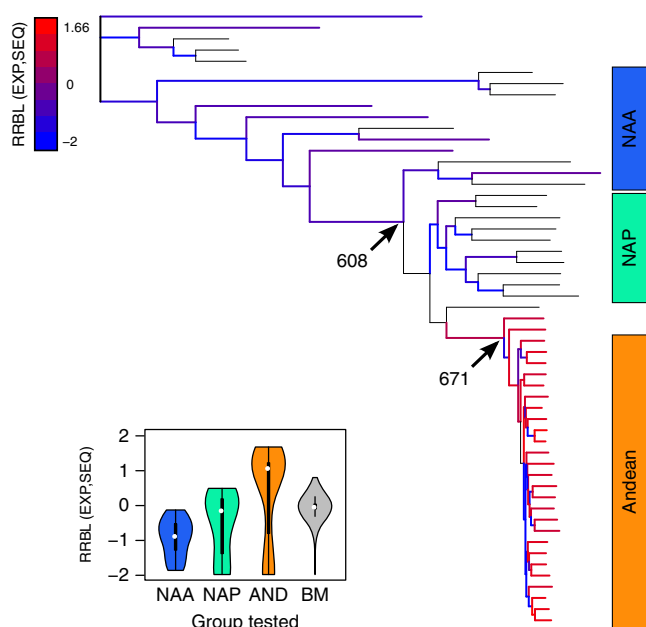 RRBL (EXP,SEQ)
1.66
0
−2
608
671
NAA
NAP
Andean
RRBL (EXP,SEQ)
2
1
0
−1
−2
NAA NAP AND BM
Group tested